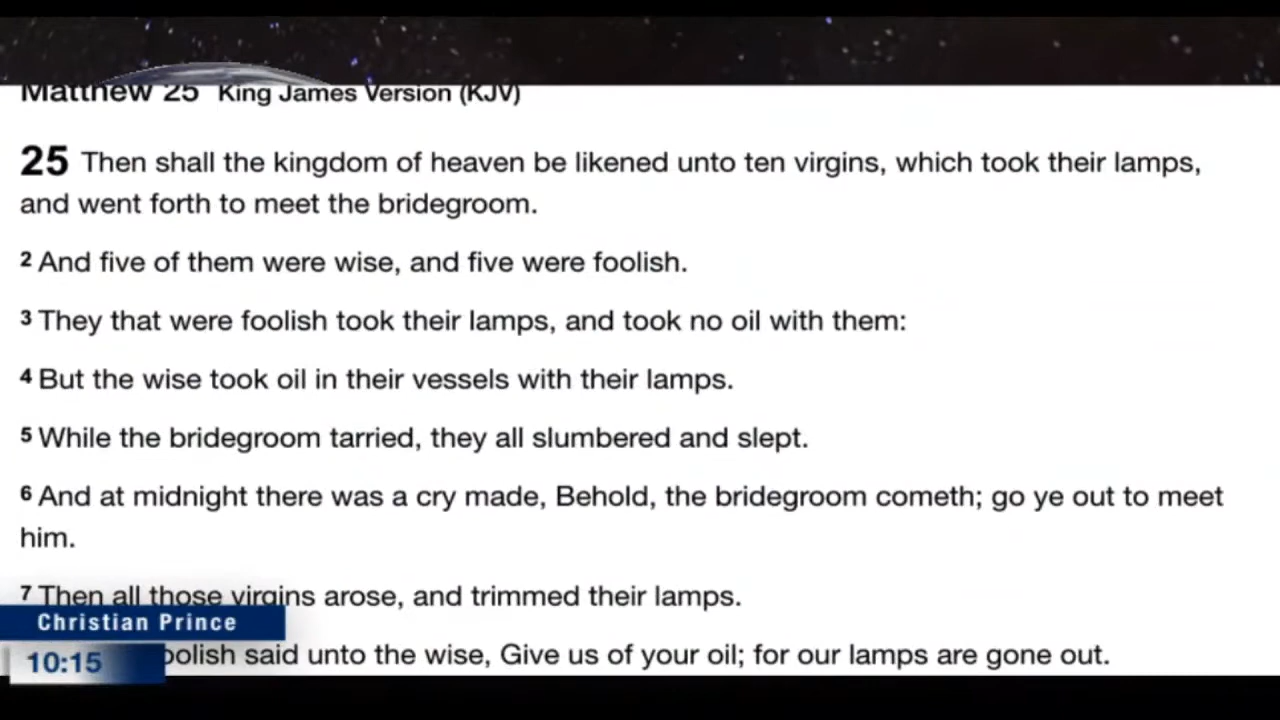 Matthew 25 King James Version (KJV)
25 Then shall the kingdom of heaven be likened unto ten virgins, which took their lamps,
and went forth to meet the bridegroom.
2 And five of them were wise, and five were foolish.
3 They that were foolish took their lamps, and took no oil with them:
4 But the wise took oil in their vessels with their lamps.
5 While the bridegroom tarried, they all slumbered and slept.
6 And at midnight there was a cry made, Behold, the bridegroom cometh; go ye out to meet
him.
7 Then all those virgins arose, and trimmed their lamps.
Christian Prince
10:15
oolish said unto the wise, Give us of your oil; for our lamps are gone out.